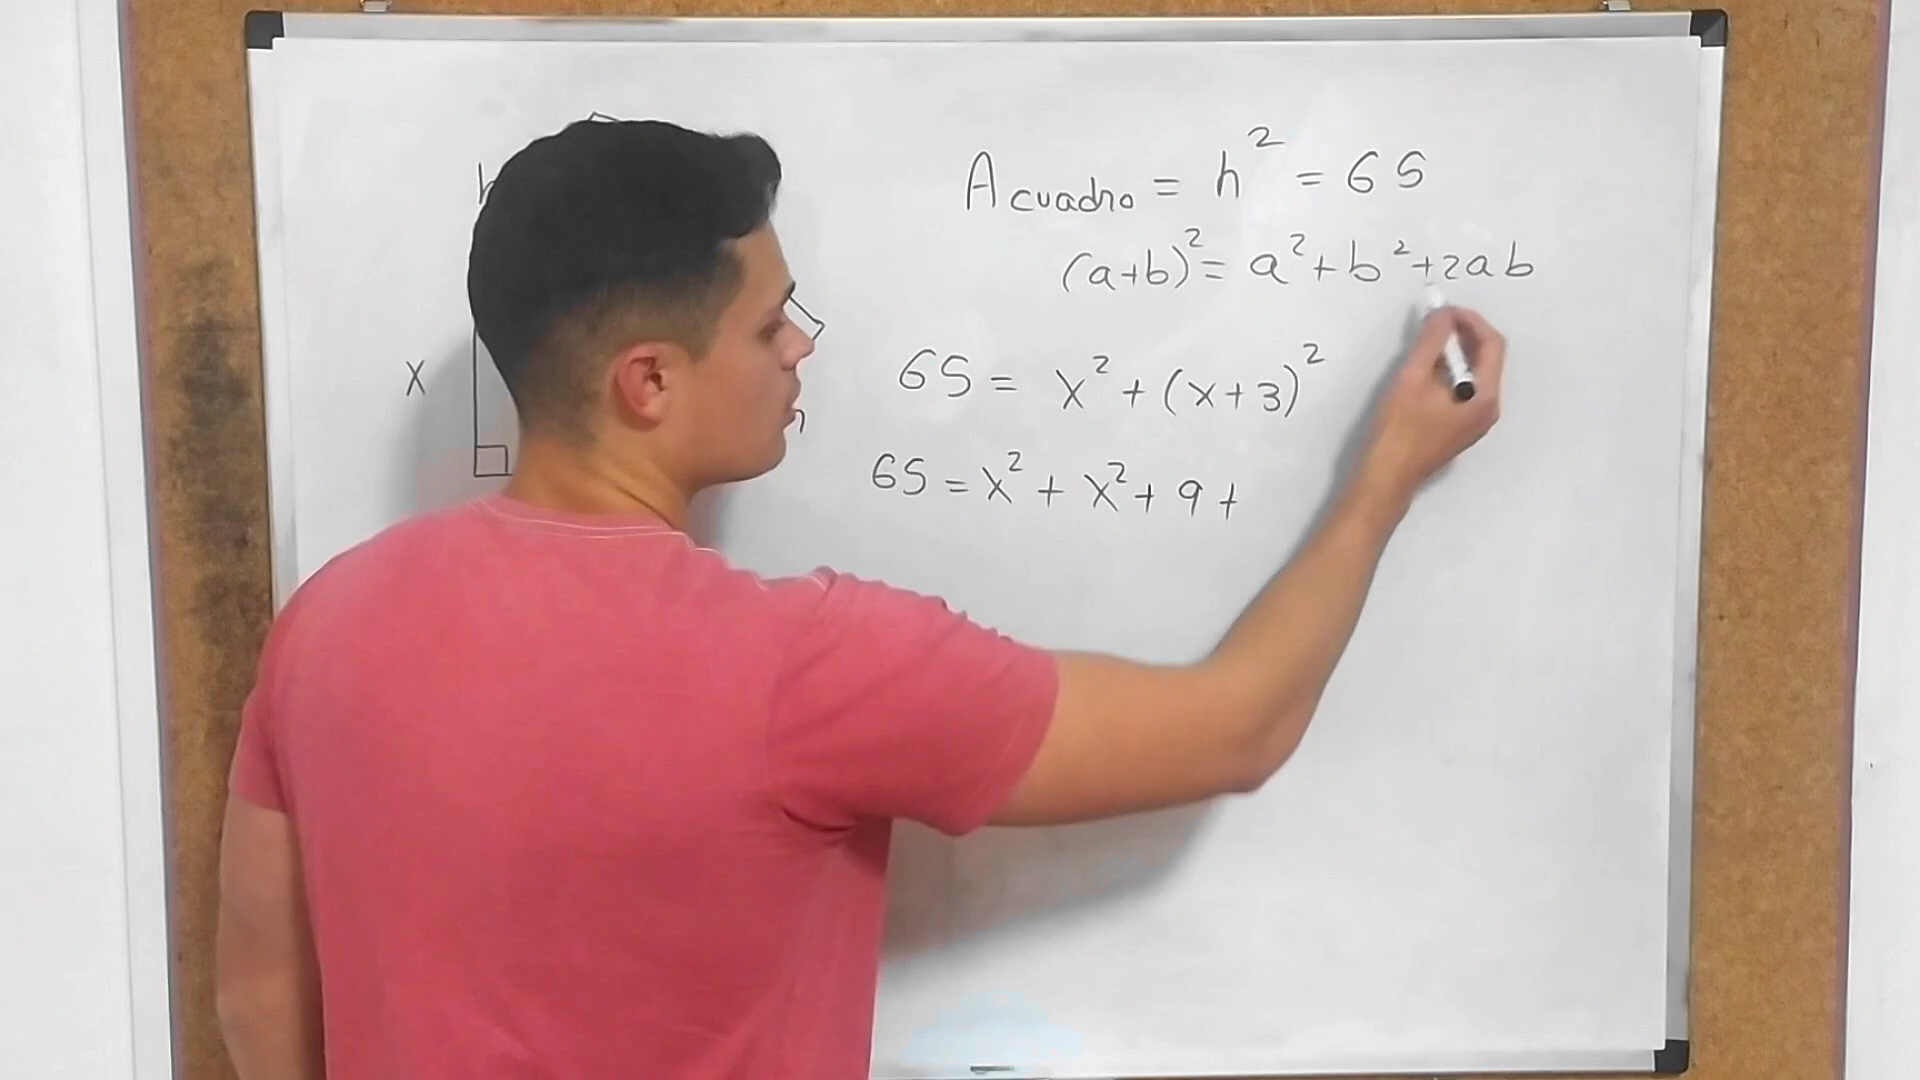 A cuadro = h² = 65
(a+b)² = a² + b² + 2ab
x
65 = x² + (x+3)²
65 = x² + x² + 9 +